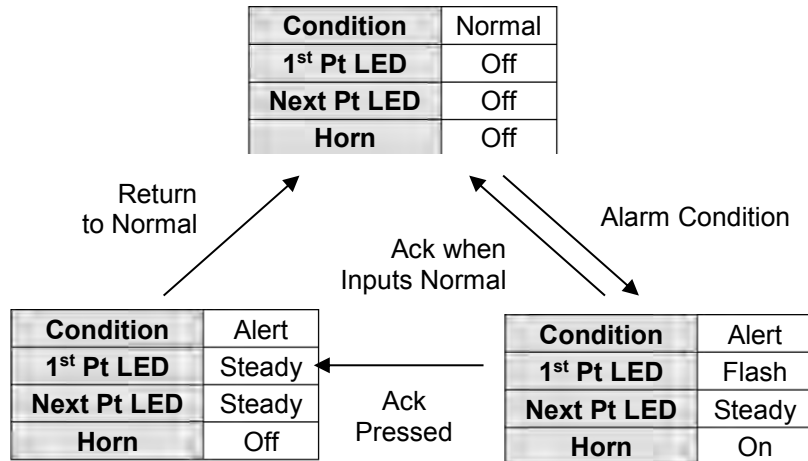 Condition Normal
1st Pt LED Off
Next Pt LED Off
Horn Off
Return
to Normal
Alarm Condition
Ack when
Inputs Normal
Condition Alert
1st Pt LED Steady
Next Pt LED Steady
Horn Off
Ack
Pressed
Condition Alert
1st Pt LED Flash
Next Pt LED Steady
Horn On